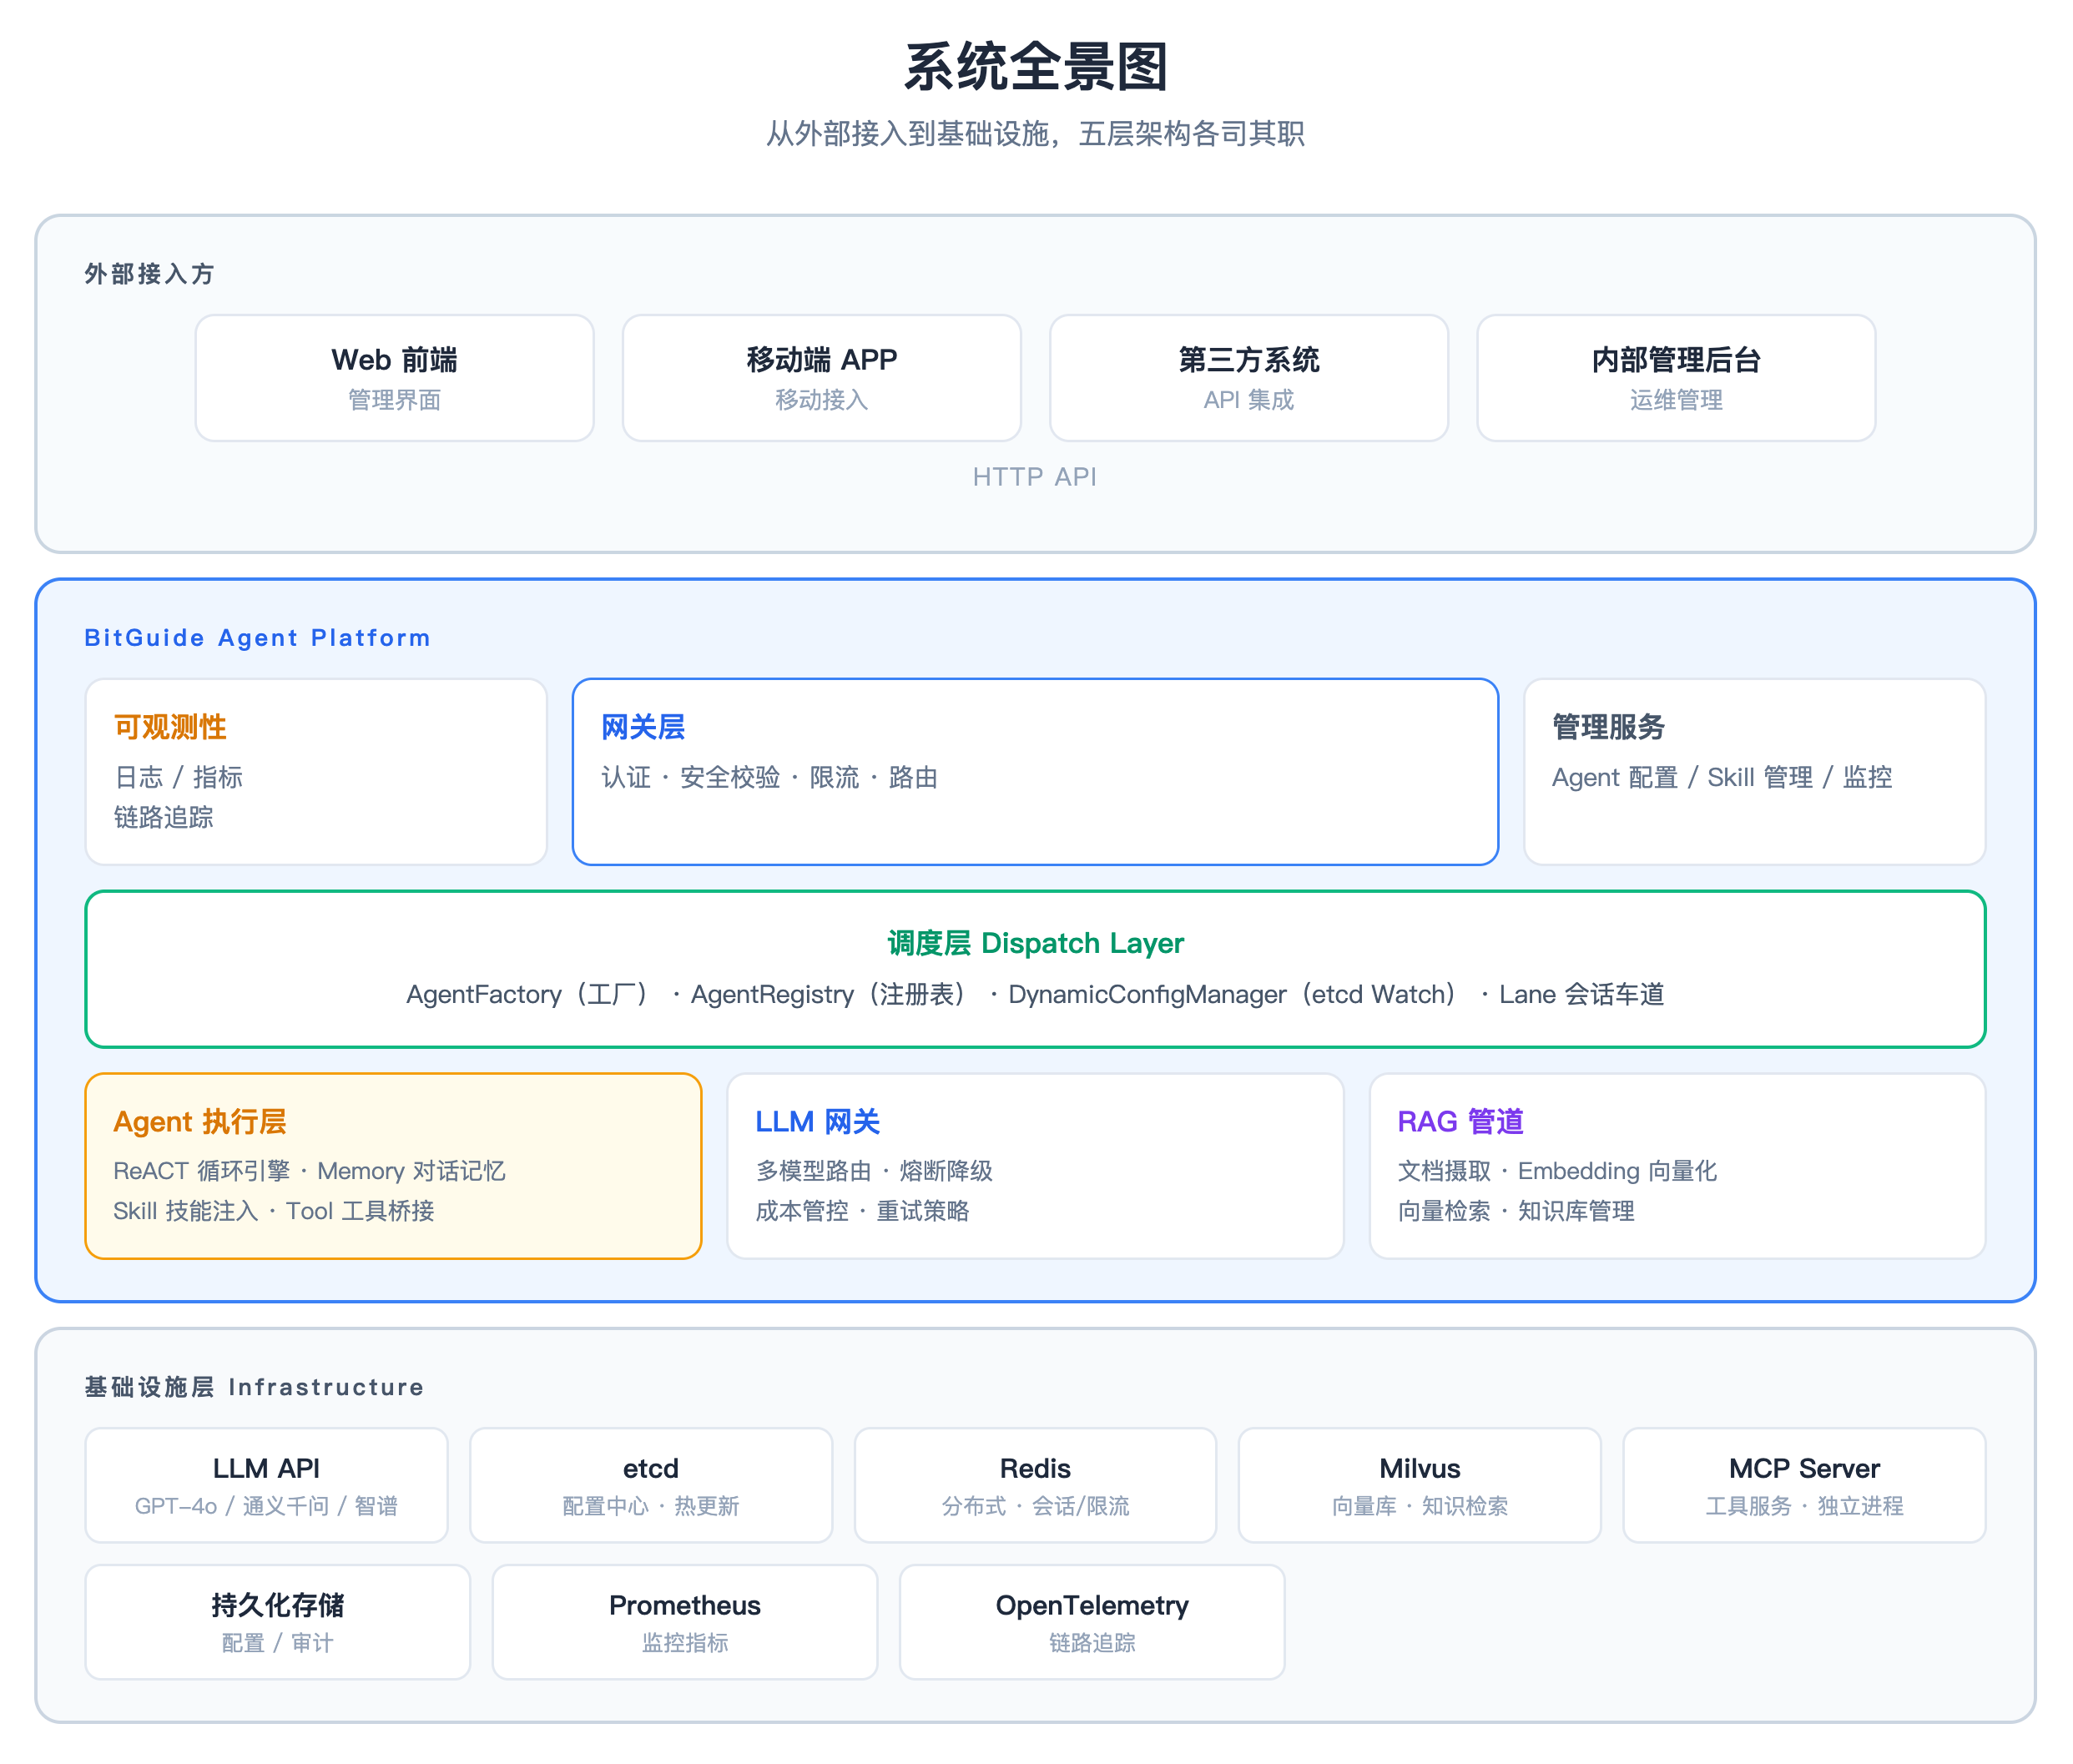 系统全景图
从外部接入到基础设施，五层架构各司其职
外部接入方
Web 前端
管理界面
移动端 APP
移动接入
第三方系统
API 集成
内部管理后台
运维管理
HTTP API
BitGuide Agent Platform
可观测性
日志 / 指标
链路追踪
网关层
认证 · 安全校验 · 限流 · 路由
管理服务
Agent 配置 / Skill 管理 / 监控
调度层 Dispatch Layer
AgentFactory（工厂） · AgentRegistry（注册表） · DynamicConfigManager（etcd Watch） · Lane 会话车道
Agent 执行层
ReACT 循环引擎 · Memory 对话记忆
Skill 技能注入 · Tool 工具桥接
LLM 网关
多模型路由 · 熔断降级
成本管控 · 重试策略
RAG 管道
文档摄取 · Embedding 向量化
向量检索 · 知识库管理
基础设施层 Infrastructure
LLM API
GPT-4o / 通义千问 / 智谱
etcd
配置中心 · 热更新
Redis
分布式 · 会话/限流
Milvus
向量库 · 知识检索
MCP Server
工具服务 · 独立进程
持久化存储
配置 / 审计
Prometheus
监控指标
OpenTelemetry
链路追踪